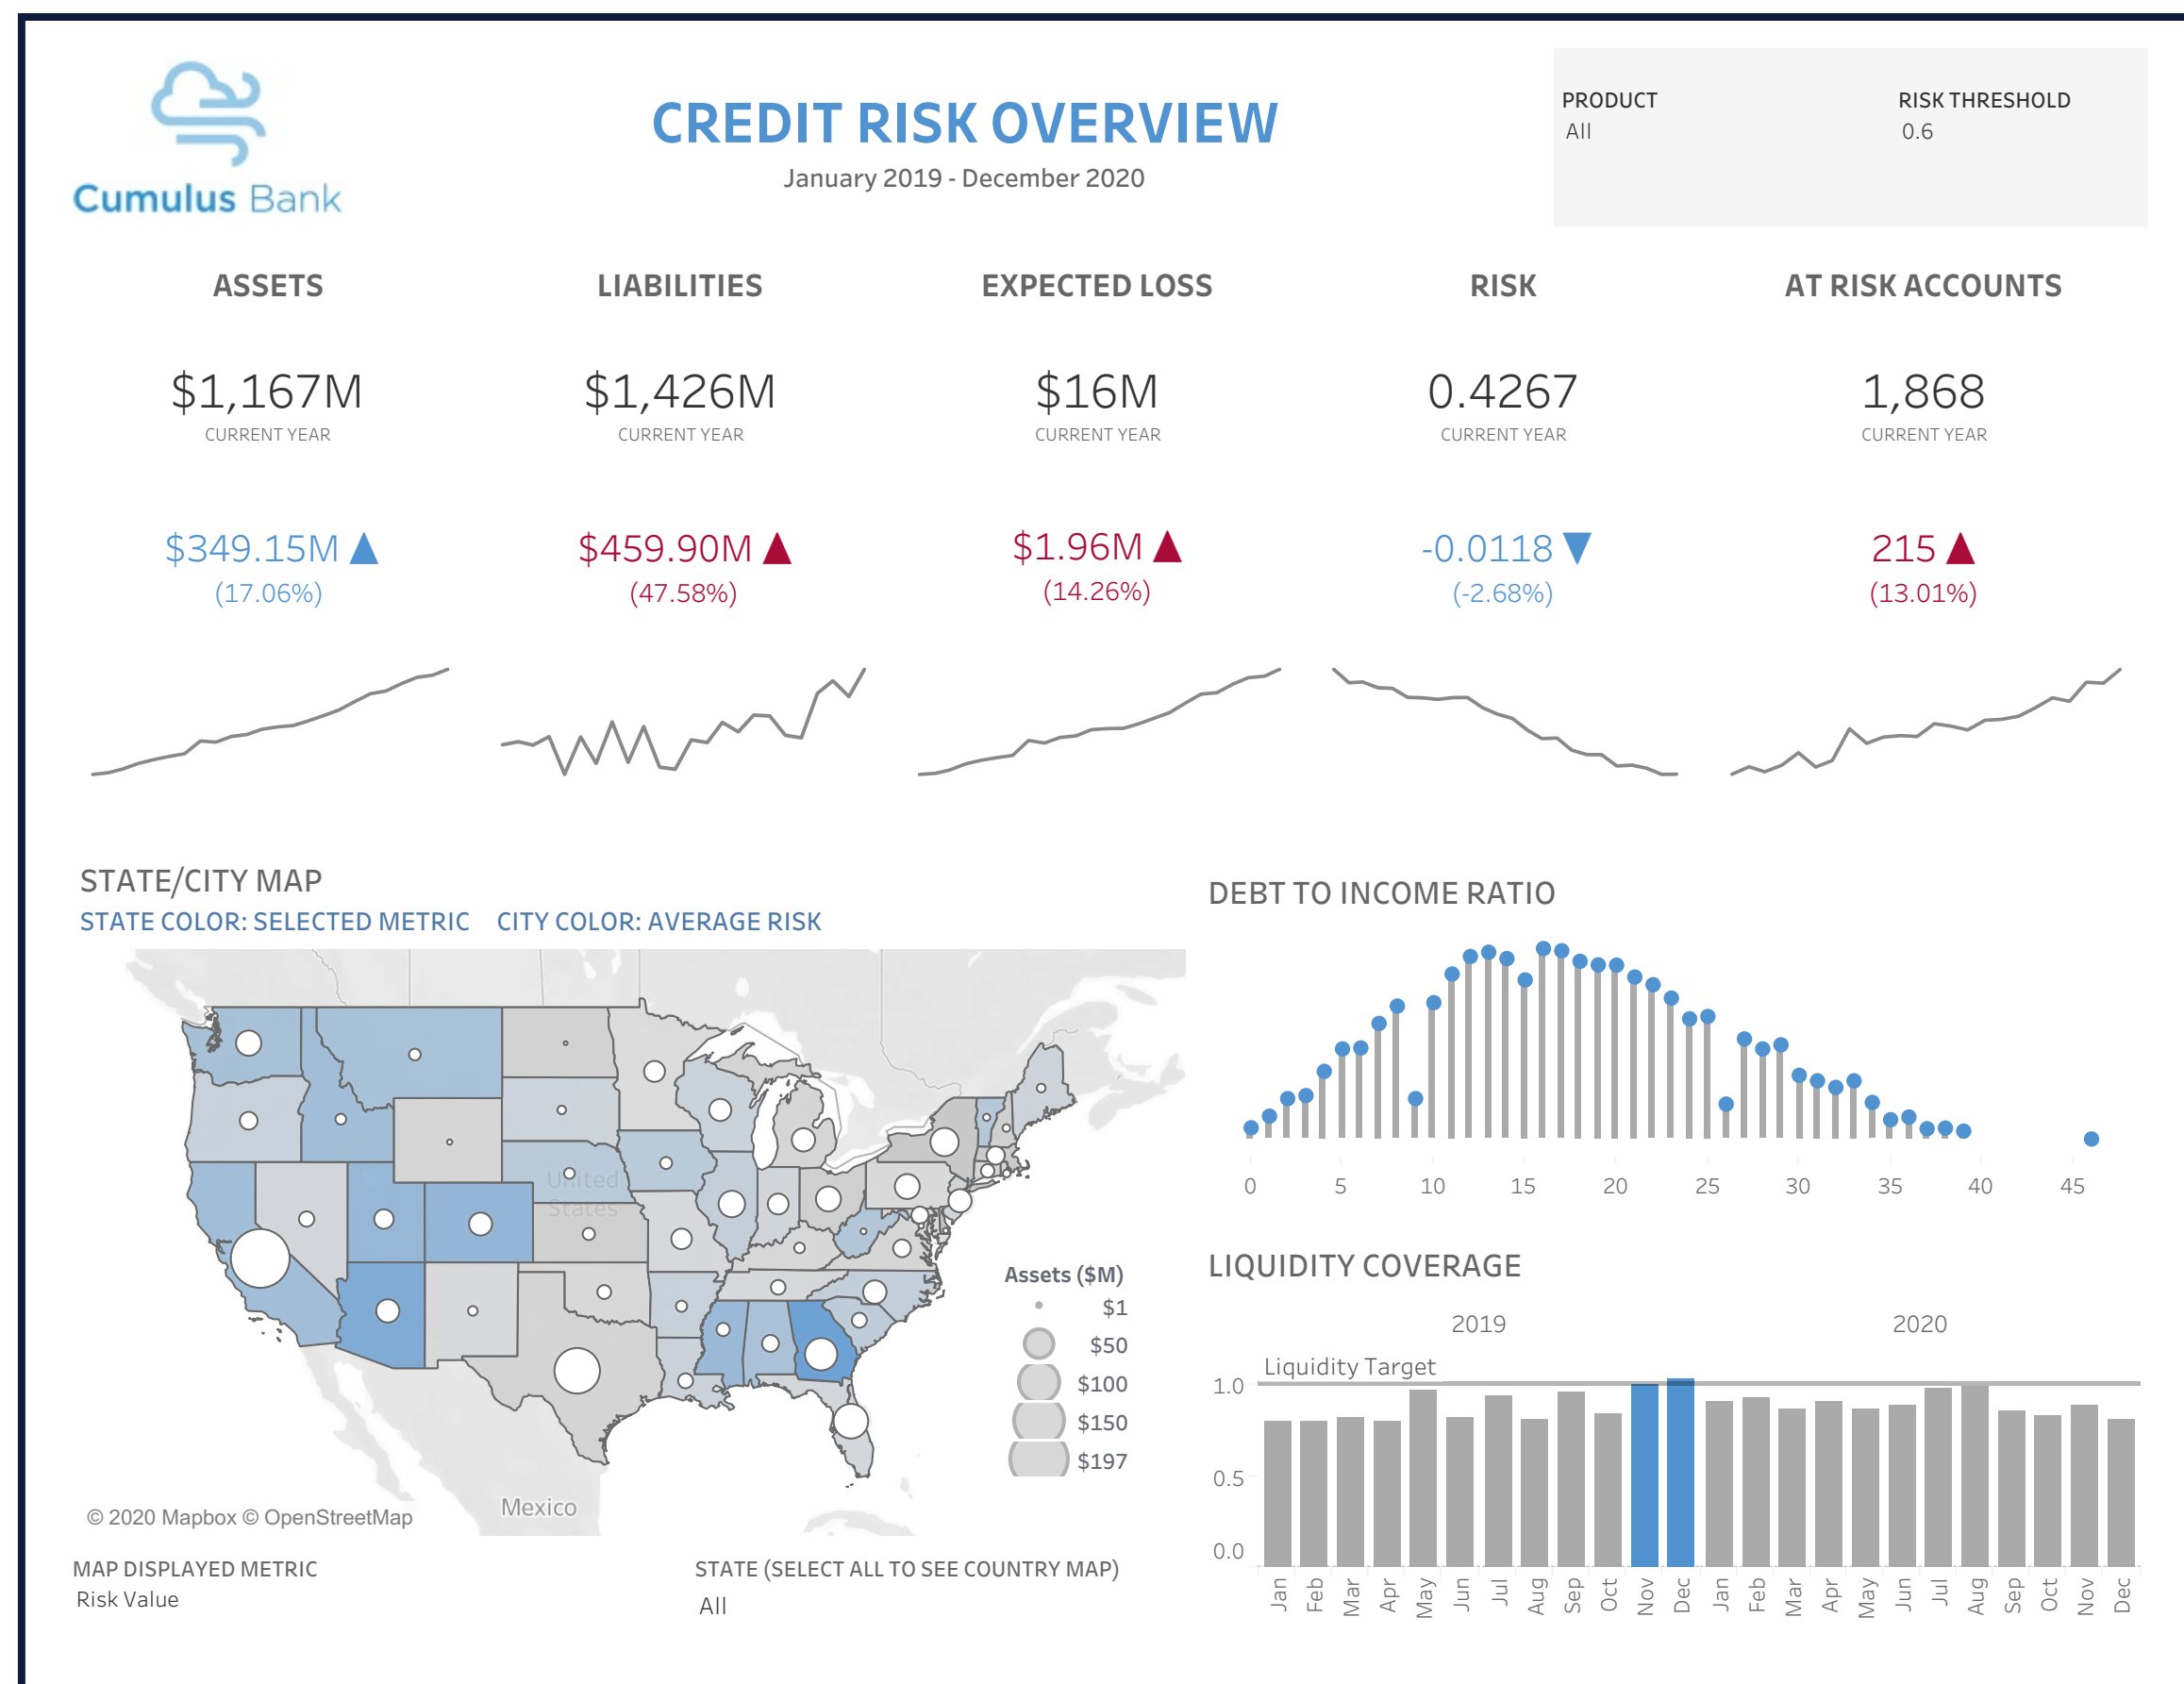 Cumulus Bank
CREDIT RISK OVERVIEW
January 2019 - December 2020
PRODUCT
All
RISK THRESHOLD
0.6
ASSETS
$1,167M
CURRENT YEAR
$349.15M ▲
(17.06%)
LIABILITIES
$1,426M
CURRENT YEAR
$459.90M ▲
(47.58%)
EXPECTED LOSS
$16M
CURRENT YEAR
$1.96M ▲
(14.26%)
RISK
0.4267
CURRENT YEAR
-0.0118 ▼
(-2.68%)
AT RISK ACCOUNTS
1,868
CURRENT YEAR
215 ▲
(13.01%)
STATE/CITY MAP
STATE COLOR: SELECTED METRIC CITY COLOR: AVERAGE RISK
United
States
Mexico
Assets ($M)
$1
$50
$100
$150
$197
© 2020 Mapbox © OpenStreetMap
MAP DISPLAYED METRIC
Risk Value
STATE (SELECT ALL TO SEE COUNTRY MAP)
All
DEBT TO INCOME RATIO
0 5 10 15 20 25 30 35 40 45
LIQUIDITY COVERAGE
2019 2020
Liquidity Target
1.0
0.5
0.0
Jan Feb Mar Apr May Jun Jul Aug Sep Oct Nov Dec Jan Feb Mar Apr May Jun Jul Aug Sep Oct Nov Dec